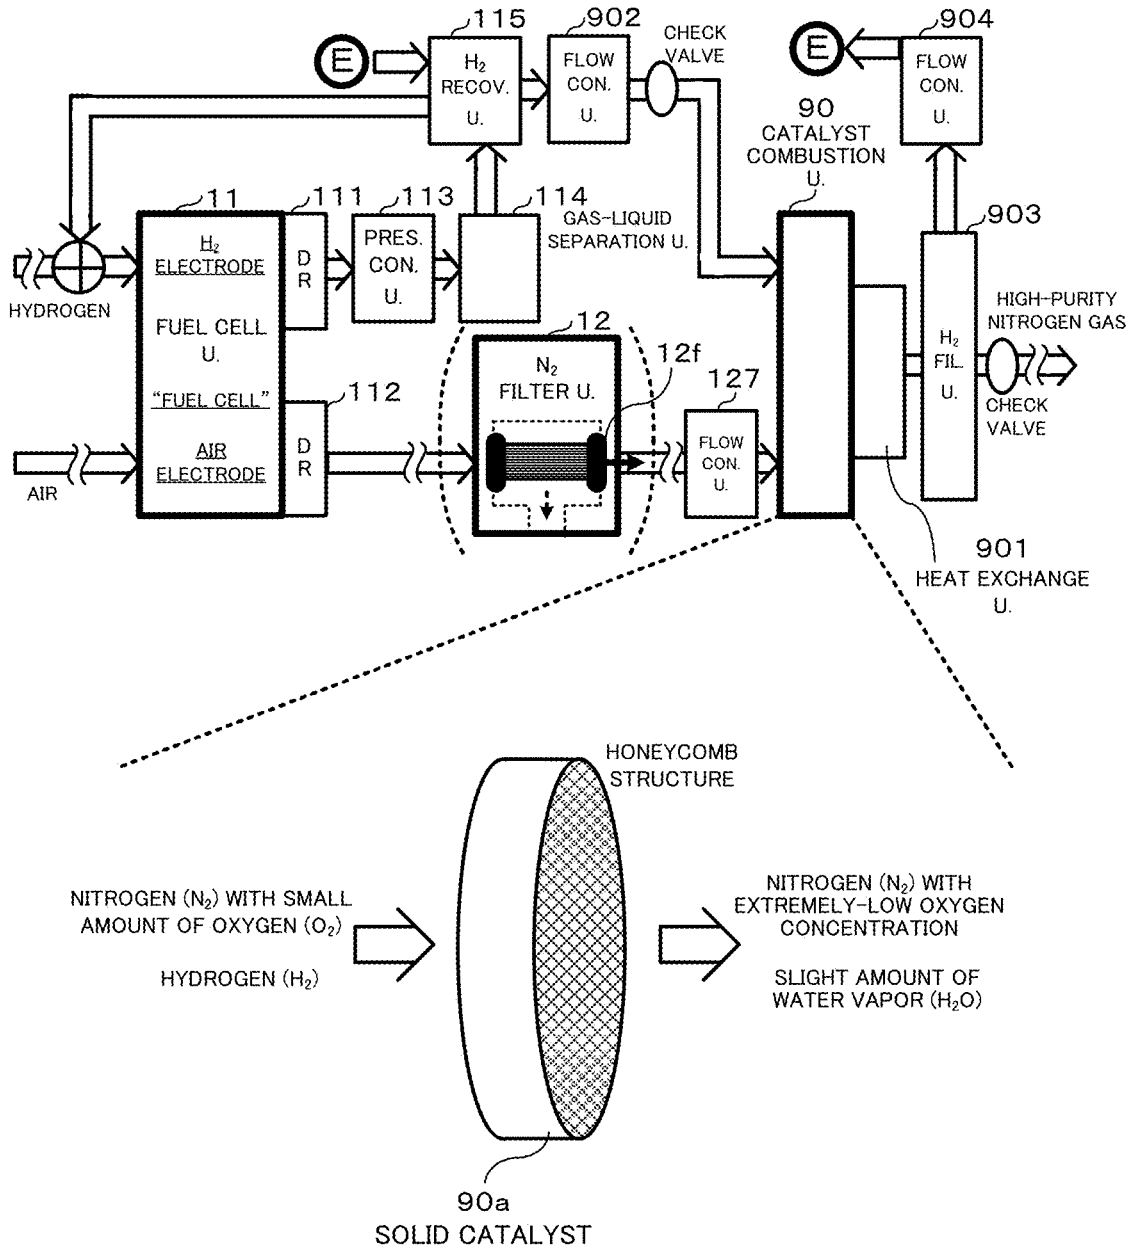 115
902
904
E
H₂
RECOV.
U.
FLOW
CON.
U.
CHECK
VALVE
E
FLOW
CON.
U.
90
CATALYST
COMBUSTION
U.
11
111
113
114
GAS-LIQUID
SEPARATION U.
903
H₂
ELECTRODE
D
R
PRES.
CON.
U.
HYDROGEN
FUEL CELL
U.
"FUEL CELL"
AIR
ELECTRODE
AIR
112
D
R
12
N₂
FILTER U.
12f
127
FLOW
CON.
U.
H₂
FIL.
U.
HIGH-PURITY
NITROGEN GAS
CHECK
VALVE
901
HEAT EXCHANGE
U.
HONEYCOMB
STRUCTURE
NITROGEN (N₂) WITH SMALL
AMOUNT OF OXYGEN (O₂)
HYDROGEN (H₂)
NITROGEN (N₂) WITH
EXTREMELY-LOW OXYGEN
CONCENTRATION
SLIGHT AMOUNT OF
WATER VAPOR (H₂O)
90a
SOLID CATALYST